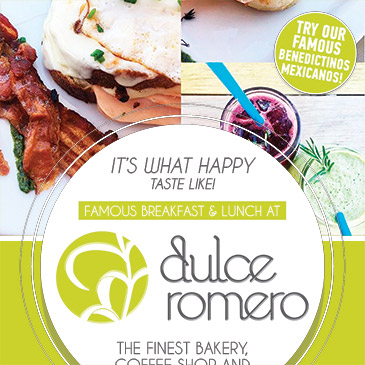 TRY OUR
FAMOUS
BENEDICTINOS
MEXICANOS!
IT'S WHAT HAPPY
TASTE LIKE!
FAMOUS BREAKFAST & LUNCH AT
dulce
romero
THE FINEST BAKERY,
COFFEE SHOP AND